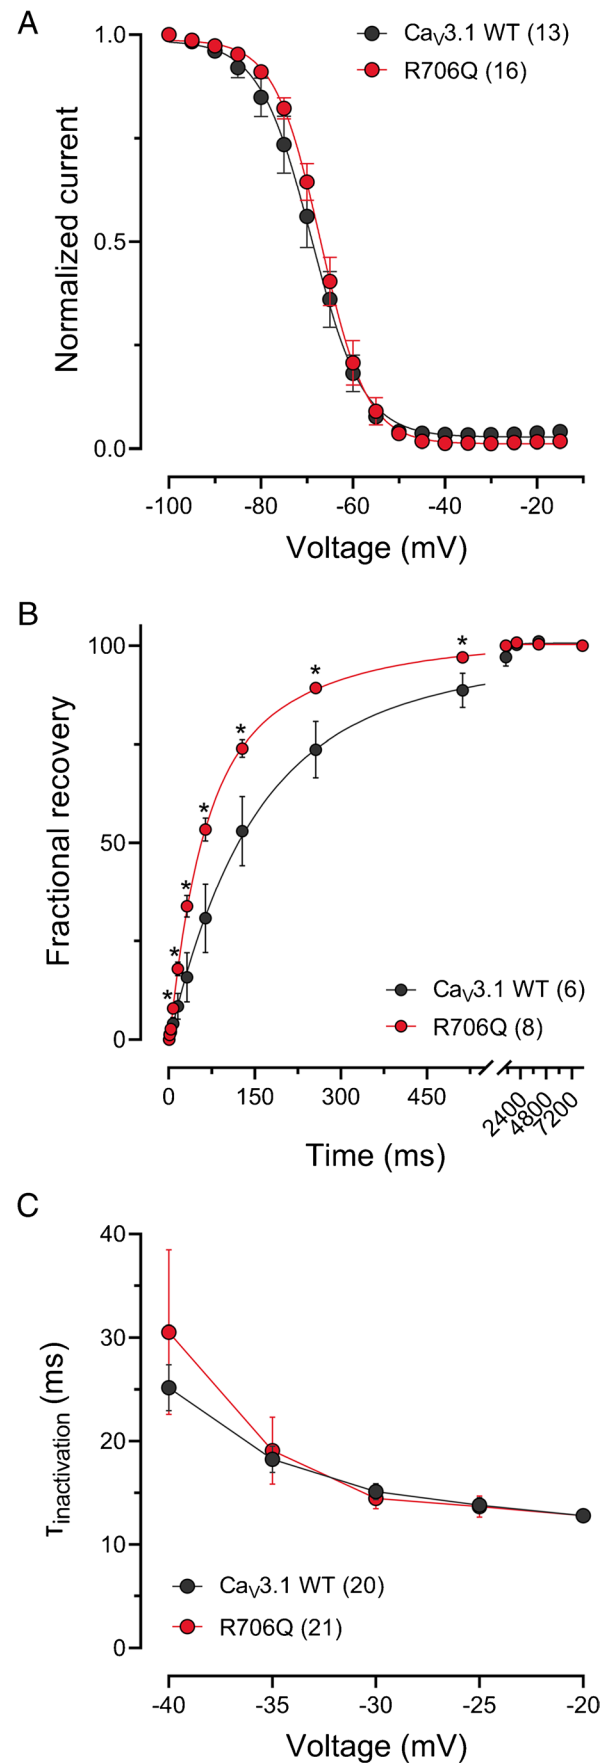 A
1.0
0.5
0.0
Normalized current
CaV3.1 WT (13)
R706Q (16)
-100 -80 -60 -40 -20
Voltage (mV)
B
100
50
0
Fractional recovery
*
*
*
*
*
*
*
CaV3.1 WT (6)
R706Q (8)
0 150 300 450 2400 4800 7200
Time (ms)
C
40
30
20
10
0
Tinactivation (ms)
CaV3.1 WT (20)
R706Q (21)
-40 -35 -30 -25 -20
Voltage (mV)